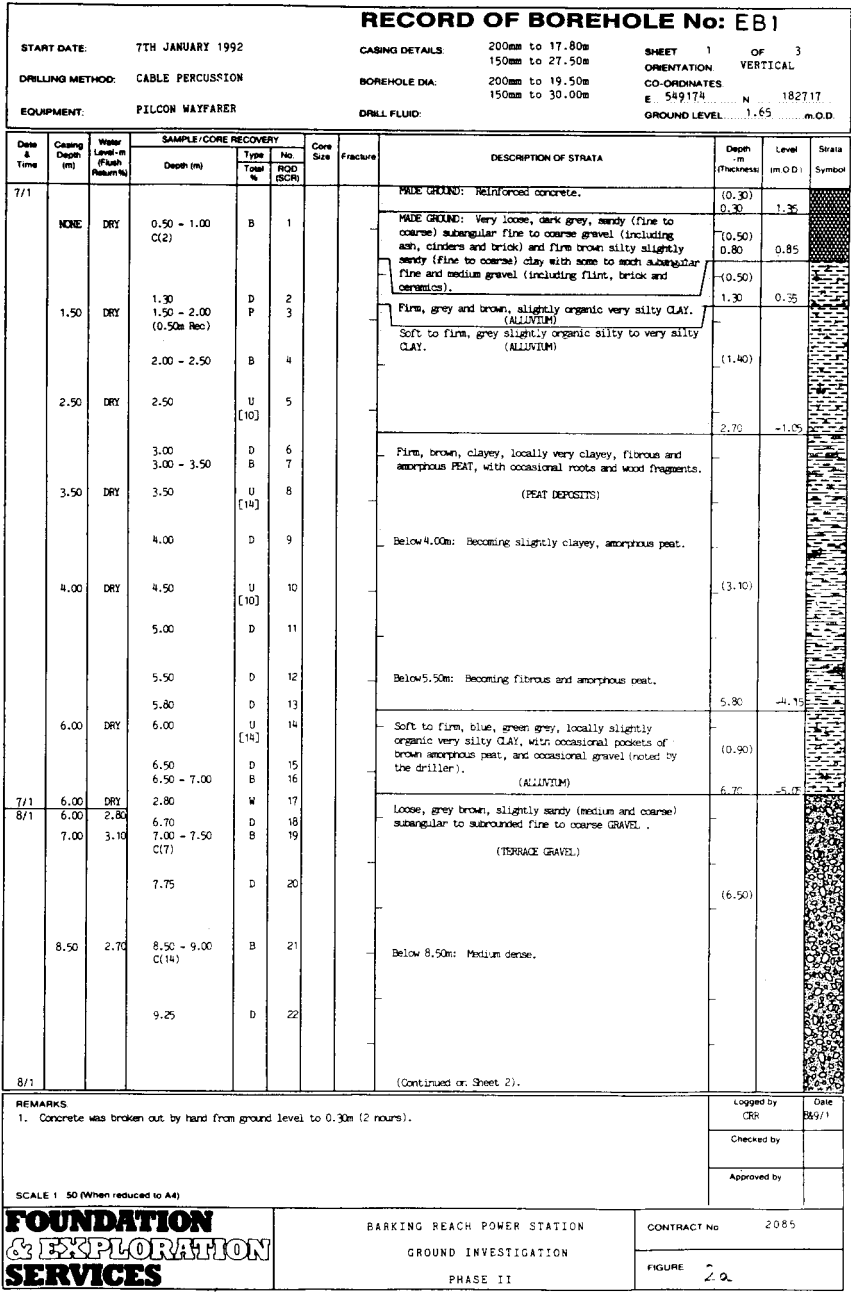 RECORD OF BOREHOLE No: EB1
START DATE: 7TH JANUARY 1992
DRILLING METHOD: CABLE PERCUSSION
EQUIPMENT: PILCON WAYFARER
CASING DETAILS: 200mm to 17.80m
150mm to 27.50m
BOREHOLE DIA: 200mm to 19.50m
150mm to 30.00m
DRILL FLUID:
SHEET 1 OF 3
ORIENTATION VERTICAL
CO-ORDINATES
E 549174 N 182717
GROUND LEVEL 1.65 m.O.D.
Date & Time
Casing Depth (m)
Water Level-m (Flush Return%)
SAMPLE/CORE RECOVERY
Depth (m)
Type
Total %
No.
RQD (SCR)
Core Size
Fracture
DESCRIPTION OF STRATA
Depth -m (Thickness)
Level (m.O.D)
Strata Symbol
7/1
MADE GROUND: Reinforced concrete.
(0.30)
0.30 1.35
NONE DRY 0.50 - 1.00 B 1
C(2)
MADE GROUND: Very loose, dark grey, sandy (fine to
coarse) subangular fine to coarse gravel (including
ash, cinders and brick) and firm brown silty slightly
sandy (fine to coarse) clay with some to much subangular
fine and medium gravel (including flint, brick and
ceramics).
(0.50)
0.80 0.85
(0.50)
1.30 0.35
1.30 D 2
1.50 DRY 1.50 - 2.00 P 3
(0.50m Rec)
Firm, grey and brown, slightly organic very silty CLAY.
(ALLUVIUM)
Soft to firm, grey slightly organic silty to very silty
CLAY. (ALLUVIUM)
2.00 - 2.50 B 4
(1.40)
2.50 DRY 2.50 U 5
[10]
2.70 -1.05
3.00 D 6
3.00 - 3.50 B 7
Firm, brown, clayey, locally very clayey, fibrous and
amorphous PEAT, with occasional roots and wood fragments.
3.50 DRY 3.50 U 8
[14]
(PEAT DEPOSITS)
4.00 D 9
Below 4.00m: Becoming slightly clayey, amorphous peat.
4.00 DRY 4.50 U 10
[10]
(3.10)
5.00 D 11
5.50 D 12
Below 5.50m: Becoming fibrous and amorphous peat.
5.80 D 13
5.80 -4.15
6.00 DRY 6.00 U 14
[14]
Soft to firm, blue, green grey, locally slightly
organic very silty CLAY, with occasional pockets of
brown amorphous peat, and occasional gravel (noted by
the driller).
(ALLUVIUM)
(0.90)
6.50 D 15
6.50 - 7.00 B 16
6.70 -5.05
7/1 6.00 DRY 2.80 W 17
8/1 6.00 2.80
6.70 D 18
7.00 3.10 7.00 - 7.50 B 19
C(7)
Loose, grey brown, slightly sandy (medium and coarse)
subangular to subrounded fine to coarse GRAVEL .
(TERRACE GRAVEL)
7.75 D 20
(6.50)
8.50 2.70 8.50 - 9.00 B 21
C(14)
Below 8.50m: Medium dense.
9.25 D 22
8/1
(Continued on Sheet 2).
REMARKS
1. Concrete was broken out by hand from ground level to 0.30m (2 hours).
SCALE 1 50 (When reduced to A4)
Logged by
CRR
Date
8&9/1
Checked by
Approved by
FOUNDATION
& EXPLORATION
SERVICES
BARKING REACH POWER STATION
GROUND INVESTIGATION
PHASE II
CONTRACT No 2085
FIGURE 2a